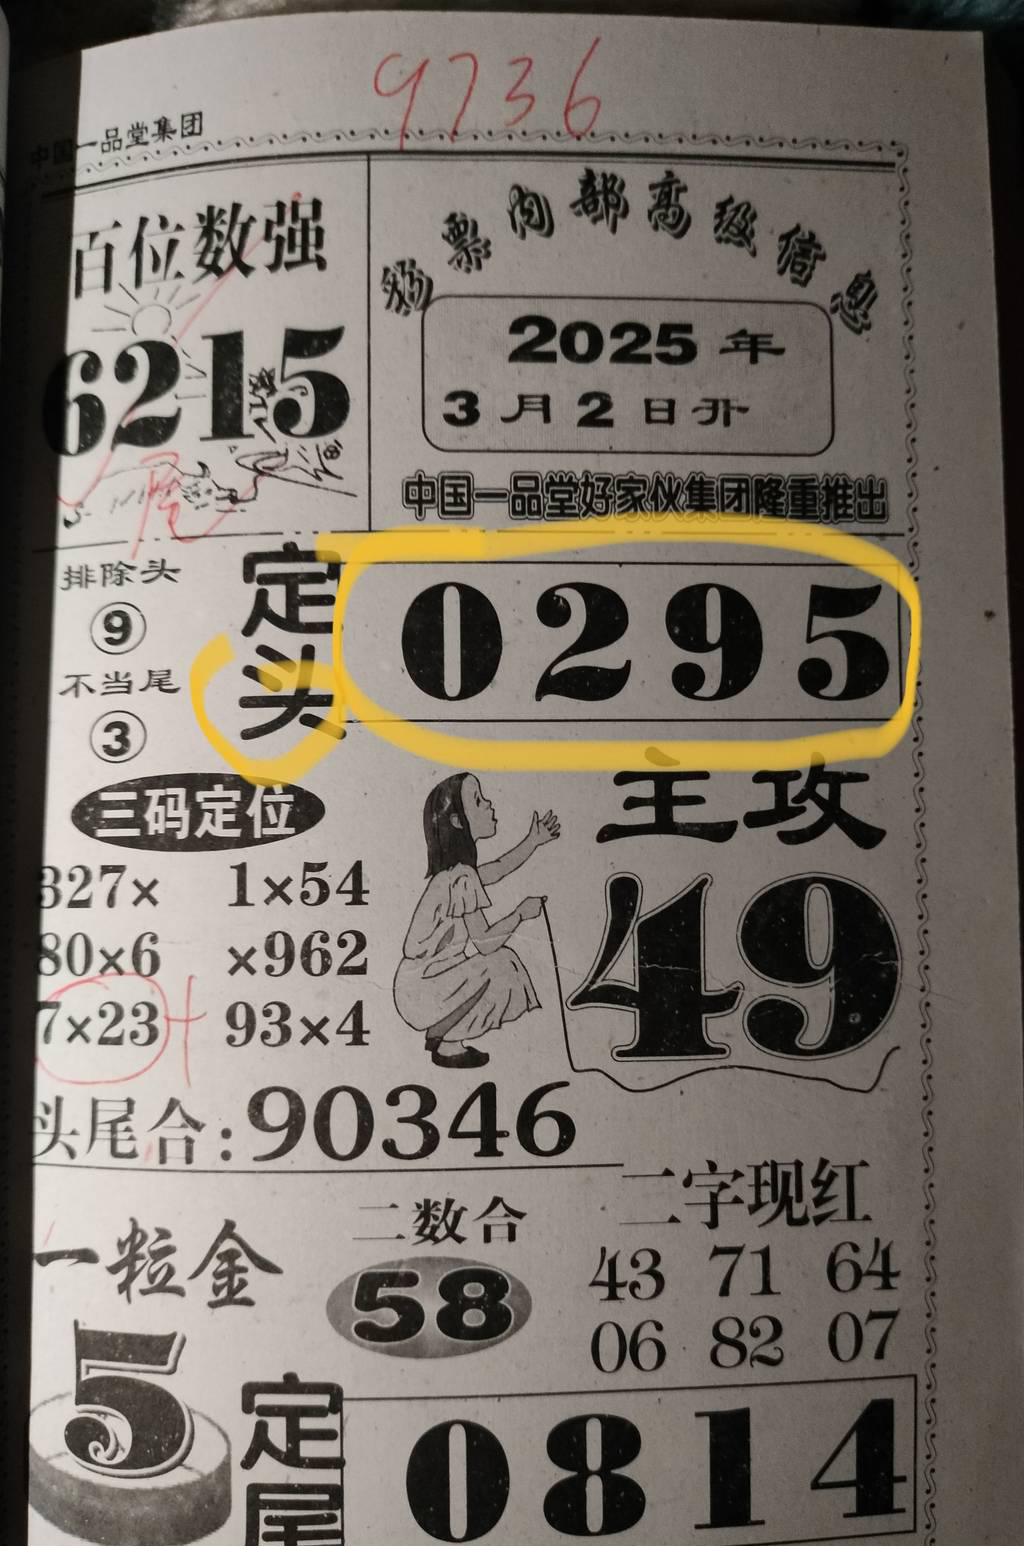 9736
中国一品堂集团
百位数强
6215
尾
彩票内部高级信息
2025年
3月2日开
中国一品堂好家伙集团隆重推出
排除头
9
不当尾
3
定头
0295
三码定位
327× 1×54
80×6 ×962
7×23 93×4
主攻
49
头尾合:90346
一粒金
5
二数合
58
二字现红
43 71 64
06 82 07
定尾
0814